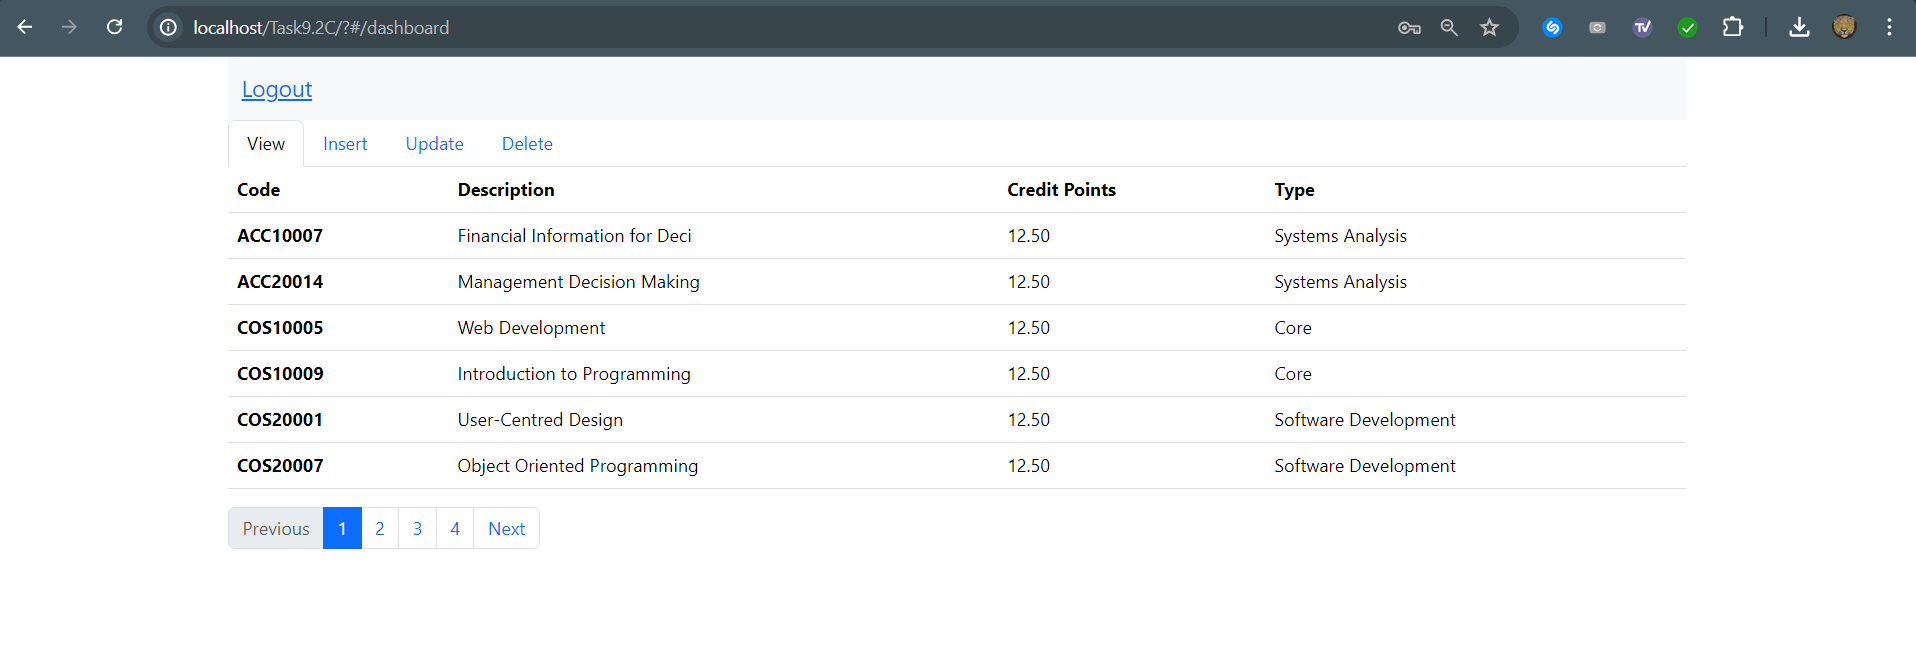 localhost/Task9.2C/?#/dashboard
Logout
View Insert Update Delete
Code Description Credit Points Type
ACC10007 Financial Information for Deci 12.50 Systems Analysis
ACC20014 Management Decision Making 12.50 Systems Analysis
COS10005 Web Development 12.50 Core
COS10009 Introduction to Programming 12.50 Core
COS20001 User-Centred Design 12.50 Software Development
COS20007 Object Oriented Programming 12.50 Software Development
Previous 1 2 3 4 Next